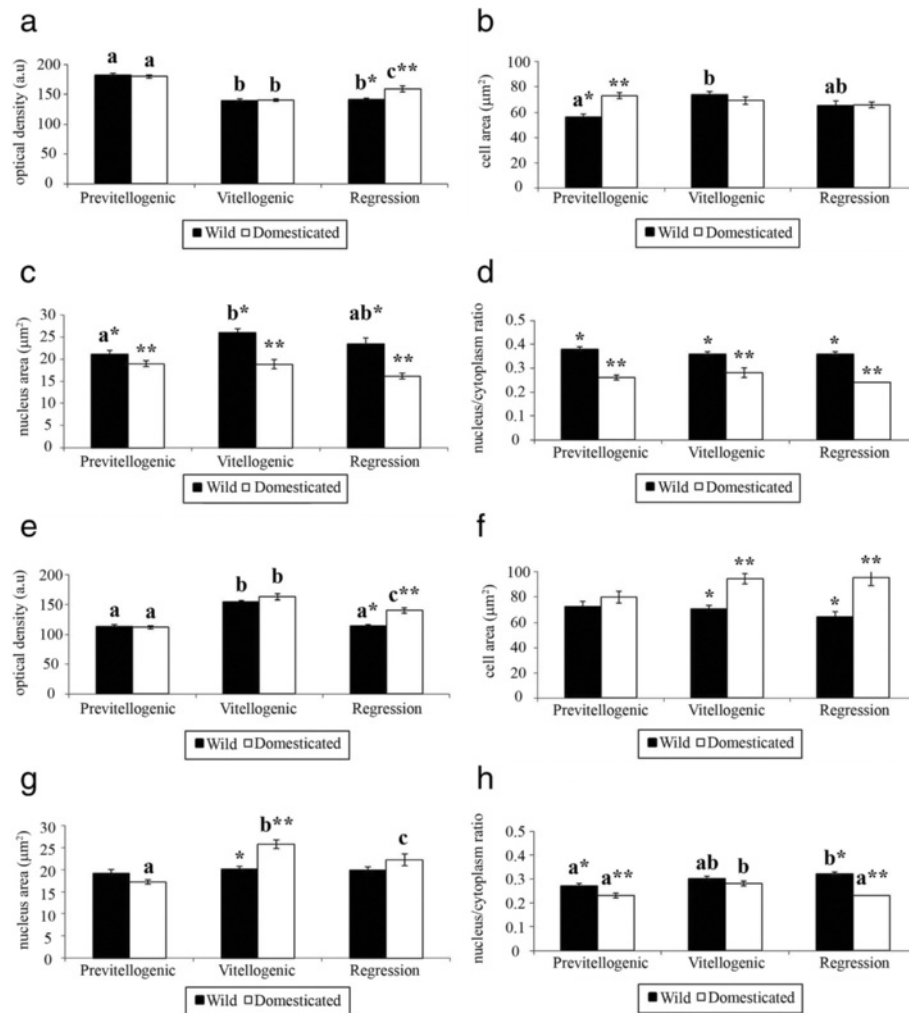 a
optical density (a.u)
200
150
100
50
0
a a b b b* c**
Previtellogenic Vitellogenic Regression
Wild Domesticated
b
cell area (µm²)
100
80
60
40
20
0
a* ** b ab
Previtellogenic Vitellogenic Regression
Wild Domesticated
c
nucleus area (µm²)
30
25
20
15
10
5
0
a* ** b* ** ab* **
Previtellogenic Vitellogenic Regression
Wild Domesticated
d
nucleus/cytoplasm ratio
0.5
0.4
0.3
0.2
0.1
0
* ** * ** * **
Previtellogenic Vitellogenic Regression
Wild Domesticated
e
optical density (a.u)
200
150
100
50
0
a a b b a* c**
Previtellogenic Vitellogenic Regression
Wild Domesticated
f
cell area (µm²)
100
80
60
40
20
0
* ** * **
Previtellogenic Vitellogenic Regression
Wild Domesticated
g
nucleus area (µm²)
30
25
20
15
10
5
0
a * b** c
Previtellogenic Vitellogenic Regression
Wild Domesticated
h
nucleus/cytoplasm ratio
0.5
0.4
0.3
0.2
0.1
0
a* a** ab b b* a**
Previtellogenic Vitellogenic Regression
Wild Domesticated